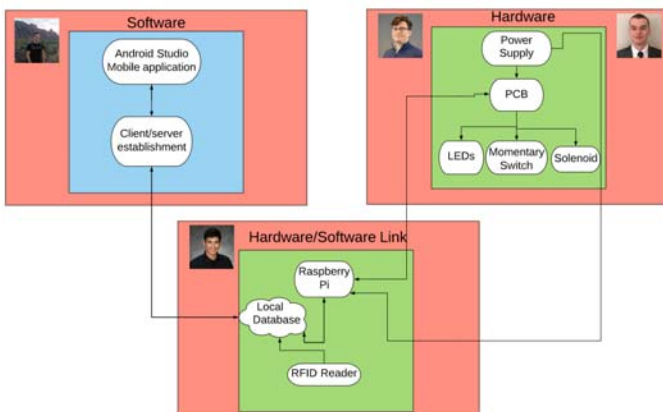 Software
Android Studio
Mobile application
Client/server
establishment
Hardware
Power
Supply
PCB
LEDs
Momentary
Switch
Solenoid
Hardware/Software Link
Raspberry
Pi
Local
Database
RFID Reader